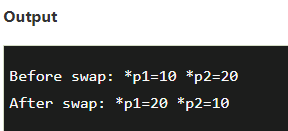 Output
Before swap: *p1=10 *p2=20
After swap: *p1=20 *p2=10